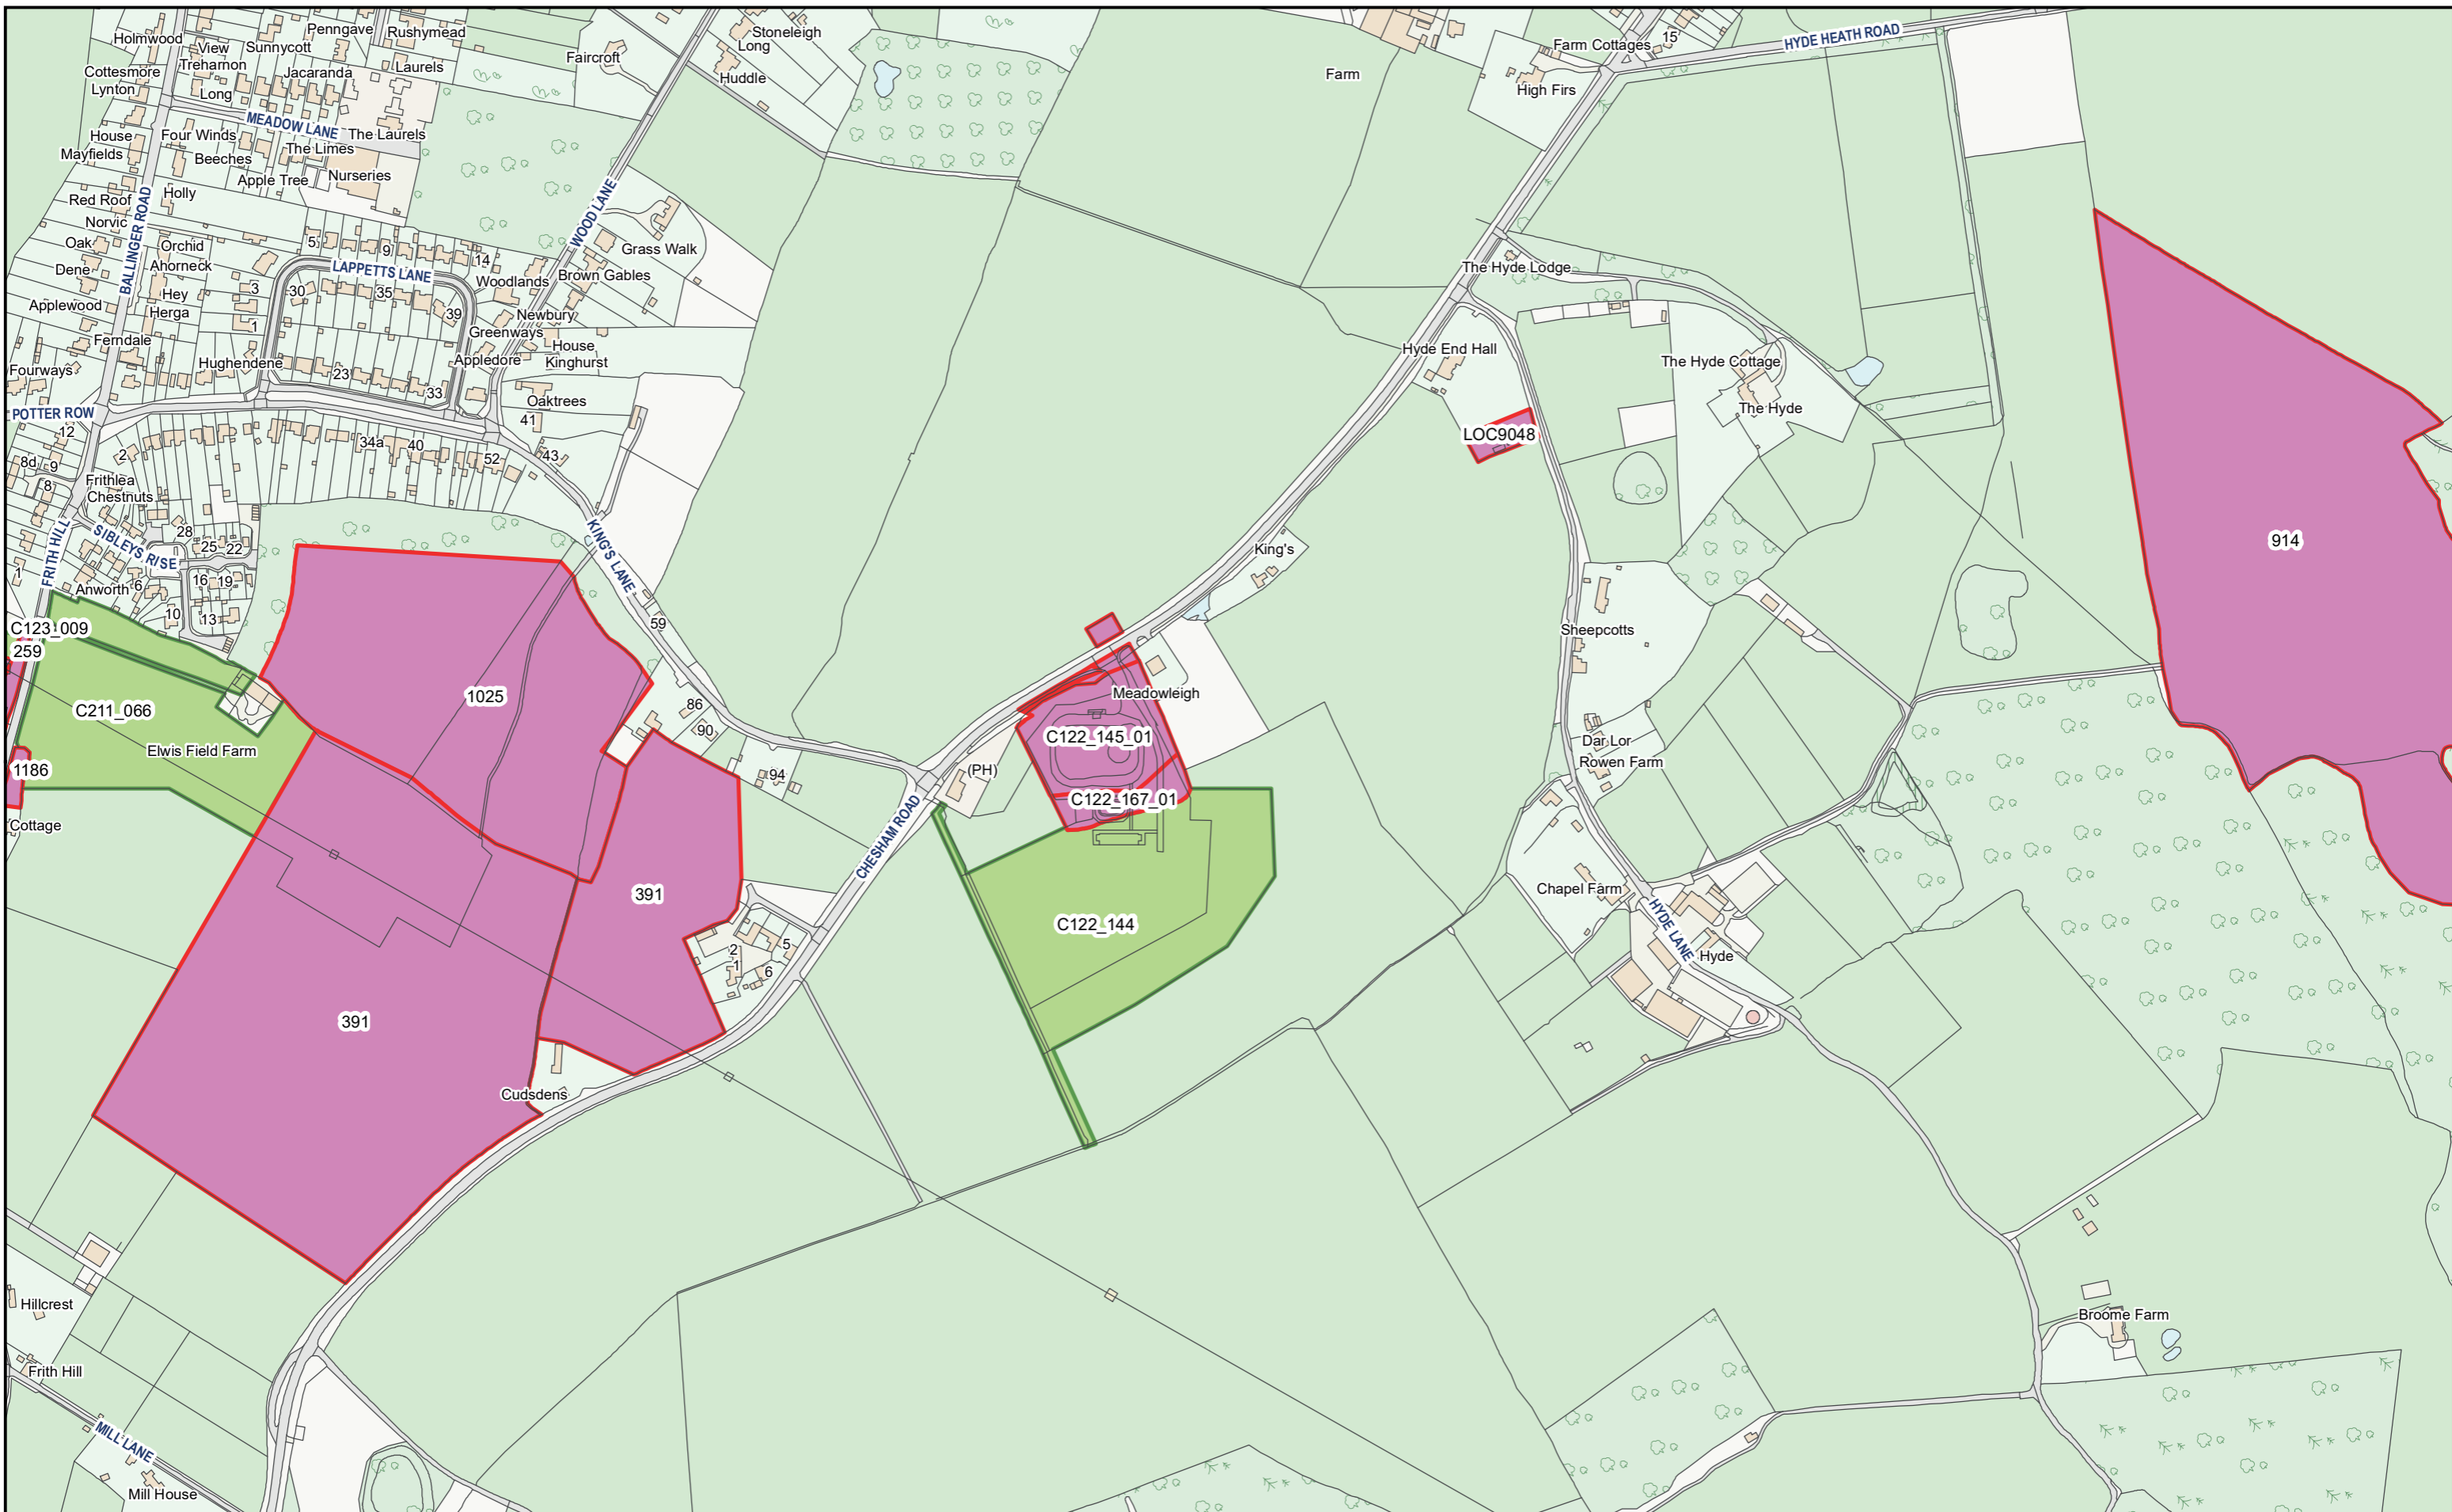 Holmwood
View
Trehamon
Sunnycott
Penngave
Rushymead
Laurels
Faircroft
Stoneleigh
Long
Huddle
Farm
Farm Cottages
15
HYDE HEATH ROAD
High Firs
Cottesmore
Lynton
Long
Jacaranda
MEADOW LANE
The Laurels
House
Mayfields
Four Winds
Beeches
The Limes
Apple Tree
Nurseries
Red Roof
Holly
Norvic
BALLINGER ROAD
WOOD LANE
Grass Walk
Oak
Orchid
5
9
14
Dene
Ahorneck
LAPPETTS LANE
Woodlands
Brown Gables
The Hyde Lodge
Applewood
Hey
Herga
3
30
35
39
Newbury
1
Greenways
House
Kinghurst
Ferndale
Fourways
Hughendene
23
33
Appledore
Oaktrees
Hyde End Hall
The Hyde Cottage
The Hyde
POTTER ROW
12
2
34a
40
41
52
43
LOC9048
8d
9
8
Frithlea
Chestnuts
FRITH HILL
SIBLEYS RISE
28
25
22
KING'S LANE
King's
914
1
Anworth
6
16
19
10
13
59
Sheepcotts
C123_009
259
C211_066
1025
86
90
Meadowleigh
Elwis Field Farm
C122_145_01
Dar Lor
Rowen Farm
1186
94
(PH)
C122_167_01
Cottage
CHESHAM ROAD
391
Chapel Farm
C122_144
HYDE LANE
2
1
5
6
Hyde
391
Cudsdens
Hillcrest
Broome Farm
Frith Hill
MILL LANE
Mill House